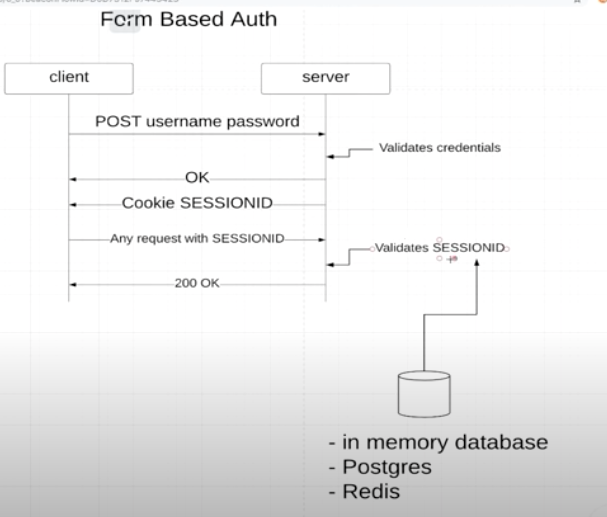 Form Based Auth
client
server
POST username password
Validates credentials
OK
Cookie SESSIONID
Any request with SESSIONID
Validates SESSIONID
200 OK
- in memory database
- Postgres
- Redis